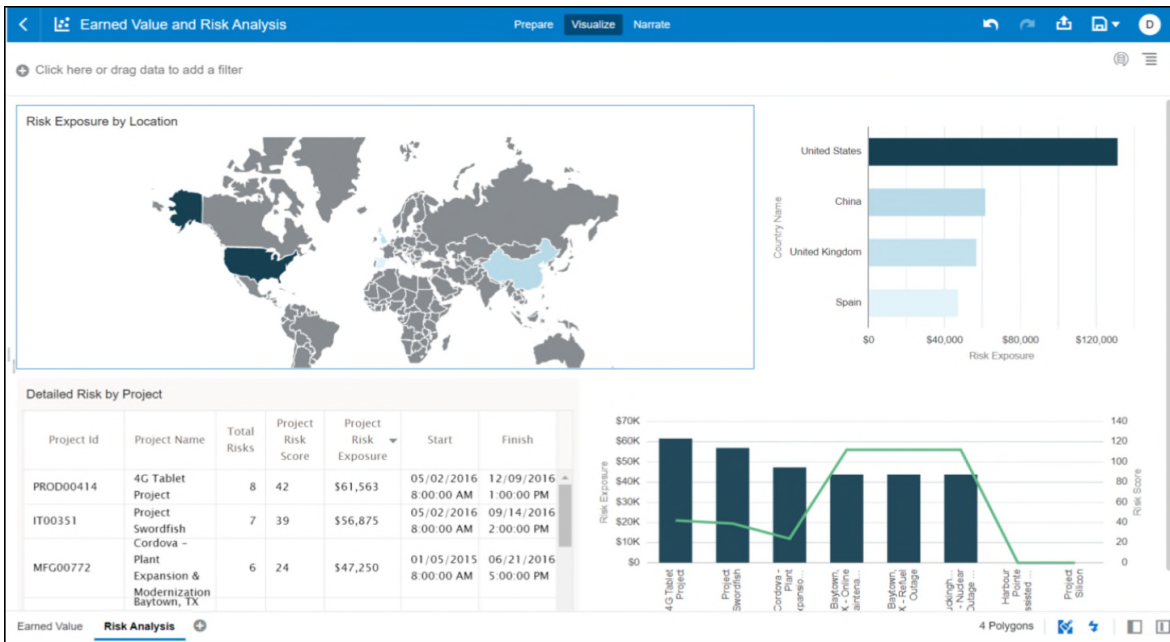 Earned Value and Risk Analysis
Prepare Visualize Narrate
D
Click here or drag data to add a filter
Risk Exposure by Location
Country Name
United States
China
United Kingdom
Spain
$0 $40,000 $80,000 $120,000
Risk Exposure
Detailed Risk by Project
Project Id Project Name Total Risks Project Risk Score Project Risk Exposure Start Finish
PROD00414 4G Tablet Project 8 42 $61,563 05/02/2016 8:00:00 AM 12/09/2016 1:00:00 PM
IT00351 Project Swordfish 7 39 $56,875 05/02/2016 8:00:00 AM 09/14/2016 2:00:00 PM
MFG00772 Cordova - Plant Expansion & Modernization 6 24 $47,250 01/05/2015 8:00:00 AM 06/21/2016 5:00:00 PM
Baytown, TX
Risk Exposure
$70K
$60K
$50K
$40K
$30K
$20K
$10K
$0
140
120
100
80
60
40
20
0
Risk Score
4G Tablet Project
Project Swordfish
Cordova - Plant
Baytown, Online
Baytown, - Refuel Outage
- Nuclear
Harbour Pointe
Project Silicon
Earned Value Risk Analysis
4 Polygons